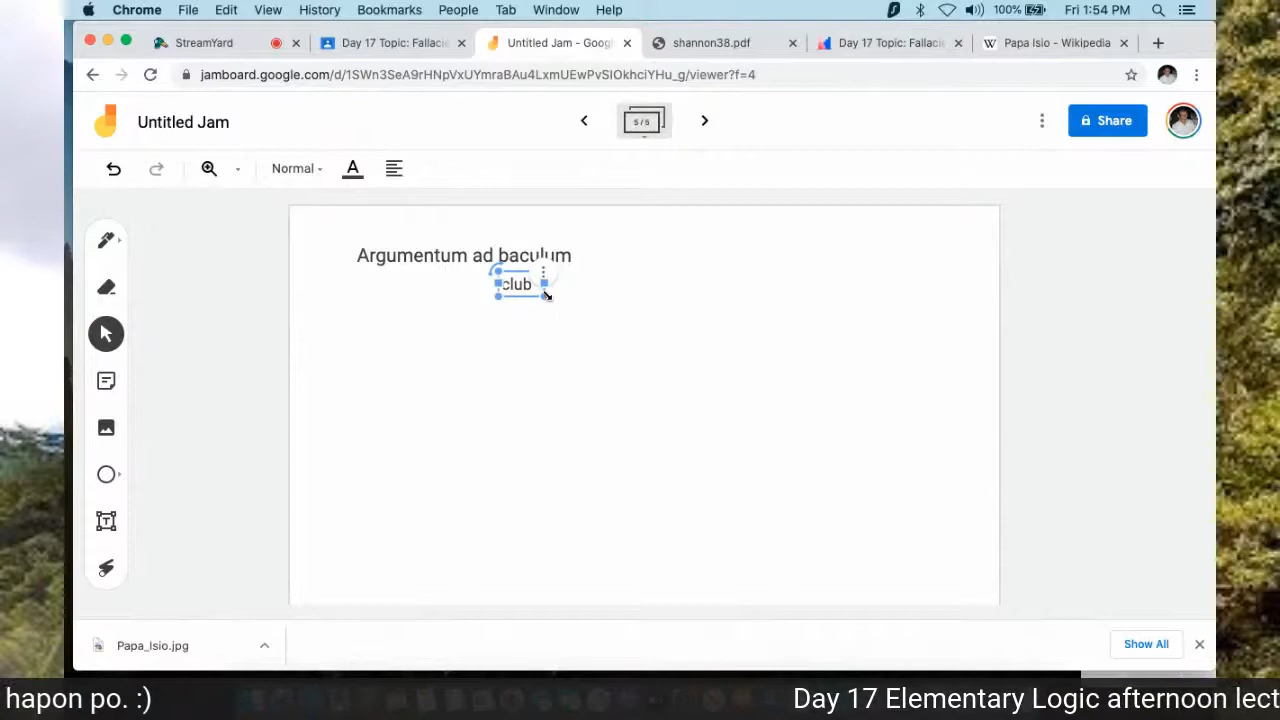 Chrome File Edit View History Bookmarks People Tab Window Help 100% Fri 1:54 PM
StreamYard Day 17 Topic: Fallacie Untitled Jam - Goog shannon38.pdf Day 17 Topic: Fallacie Papa Isio - Wikipedia
jamboard.google.com/d/1SWn3SeA9rHNpVxUYmraBAu4LxmUEwPvSIOkhciYHu_g/viewer?f=4
Untitled Jam 5/5 Share
Normal A
Argumentum ad baculum
club
Papa_Isio.jpg Show All
hapon po. :) Day 17 Elementary Logic afternoon lect